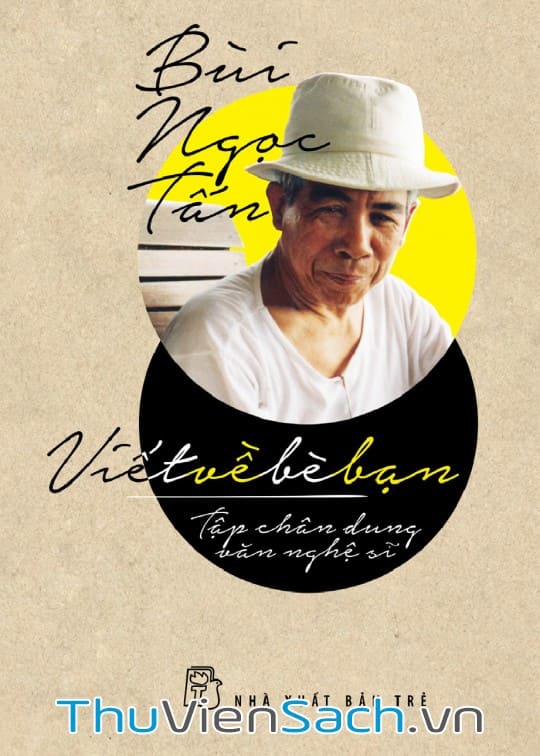 Bùi
Ngọc
Tấn
Viết về bè bạn
Tập chân dung
văn nghệ sĩ
NHÀ XUẤT BẢN TRẺ
ThuVienSach.vn